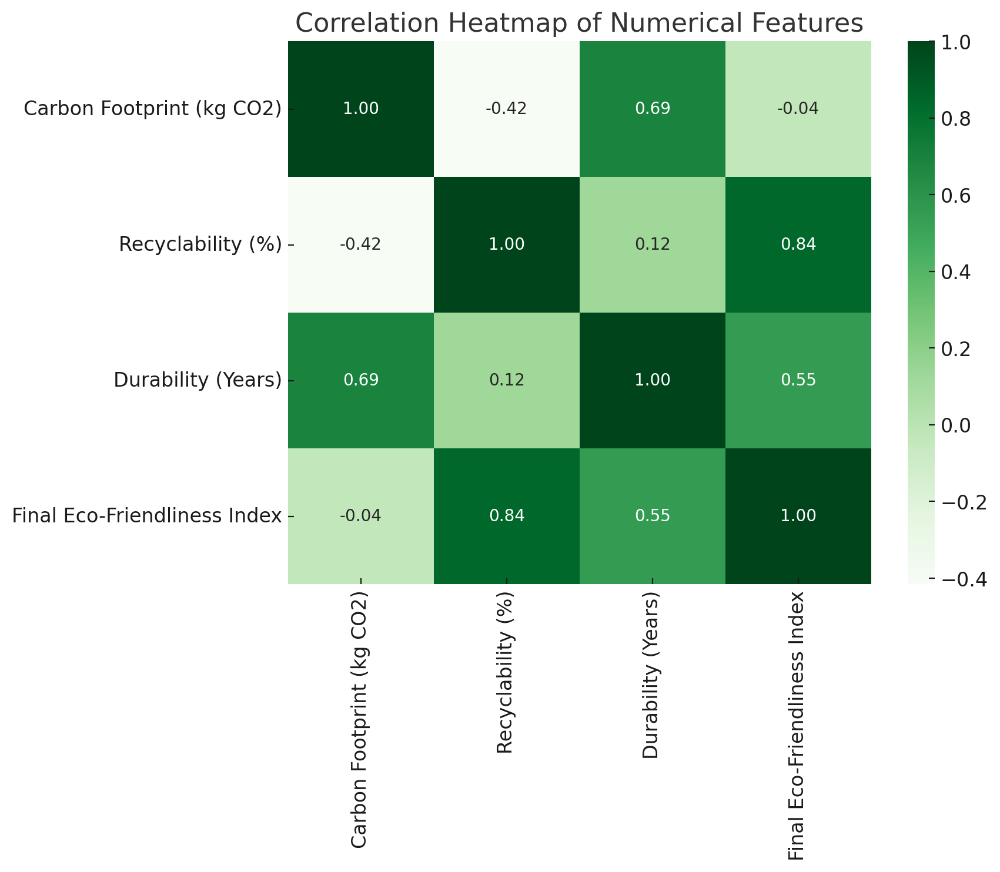 Correlation Heatmap of Numerical Features
Carbon Footprint (kg CO2)
1.00
-0.42
0.69
-0.04
Recyclability (%)
-0.42
1.00
0.12
0.84
Durability (Years)
0.69
0.12
1.00
0.55
Final Eco-Friendliness Index
-0.04
0.84
0.55
1.00
Carbon Footprint (kg CO2)
Recyclability (%)
Durability (Years)
Final Eco-Friendliness Index
1.0
0.8
0.6
0.4
0.2
0.0
−0.2
−0.4